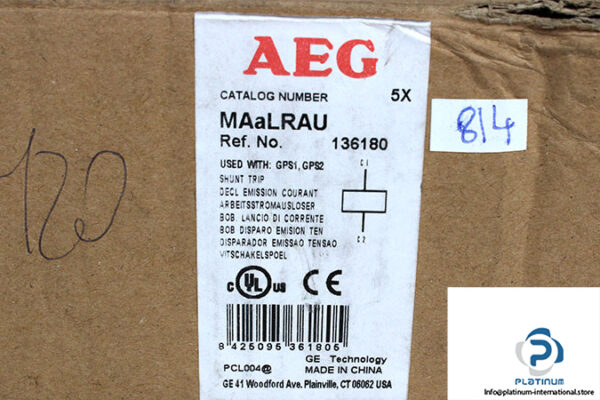 AEG
CATALOG NUMBER 5X
MAaLRAU
Ref. No. 136180
USED WITH: GPS1, GPS2
SHUNT TRIP
DECL EMISSION COURANT
ARBEITSSTROMAUSLOSER
BOB. LANCIO DI CORRENTE
BOB DISPARO EMISION TEN
DISPARADOR EMISSAO TENSAO
VITSCHAKELSPOEL
C1
C2
C UL US CE
8 425095 361805
GE Technology
PCL004@ MADE IN CHINA
GE 41 Woodford Ave. Plainville, CT 06062 USA
814
120
PLATINUM
Info@platinum-international.store